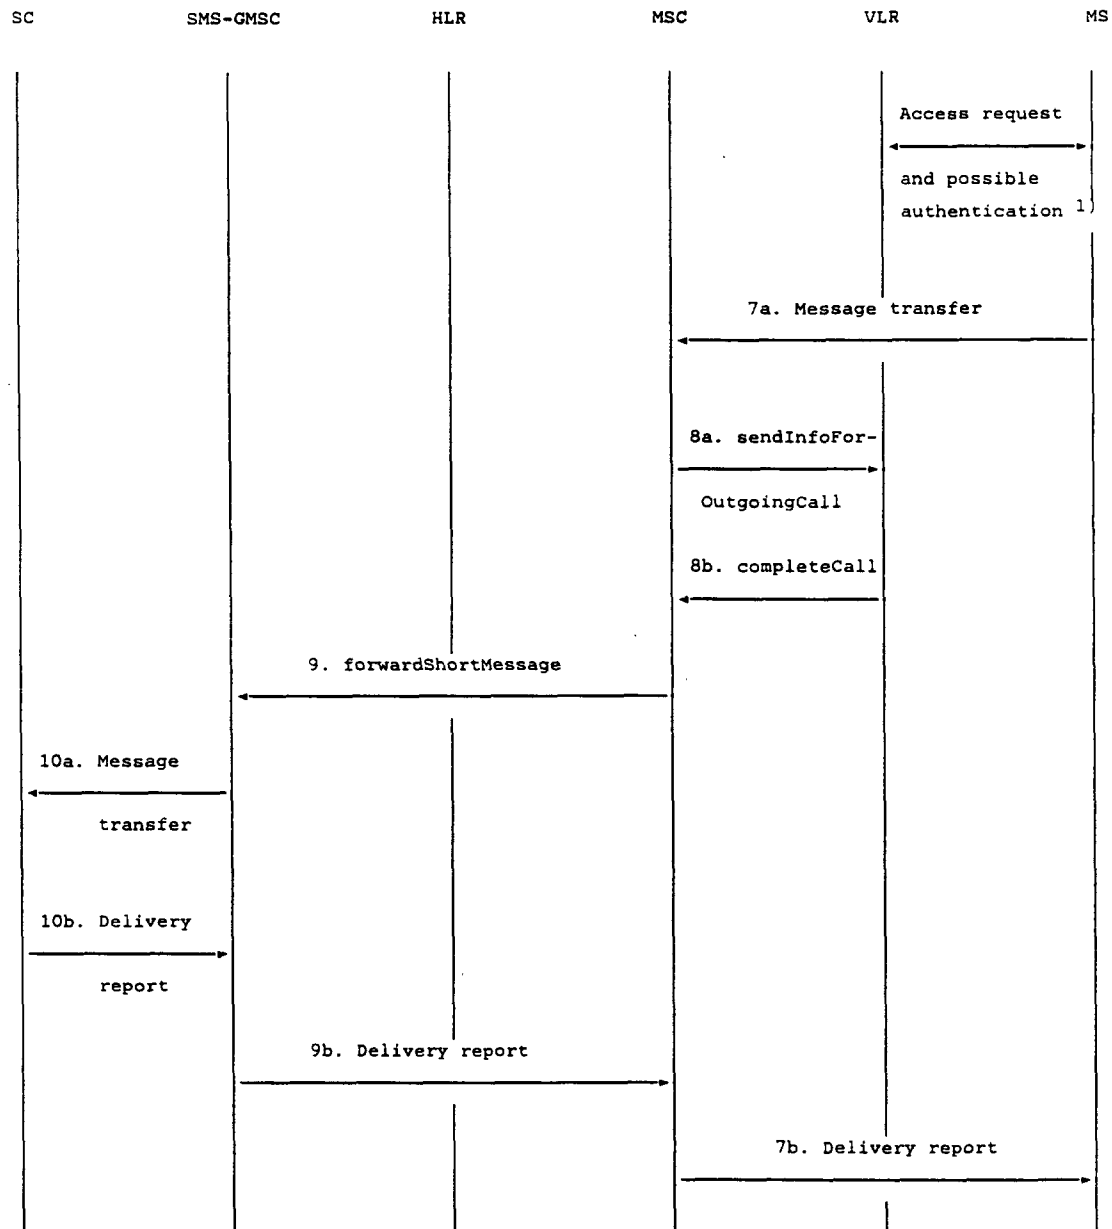 SC SMS-GMSC HLR MSC VLR MS
Access request
and possible
authentication 1)
7a. Message transfer
8a. sendInfoFor-
OutgoingCall
8b. completeCall
9. forwardShortMessage
10a. Message
transfer
10b. Delivery
report
9b. Delivery report
7b. Delivery report